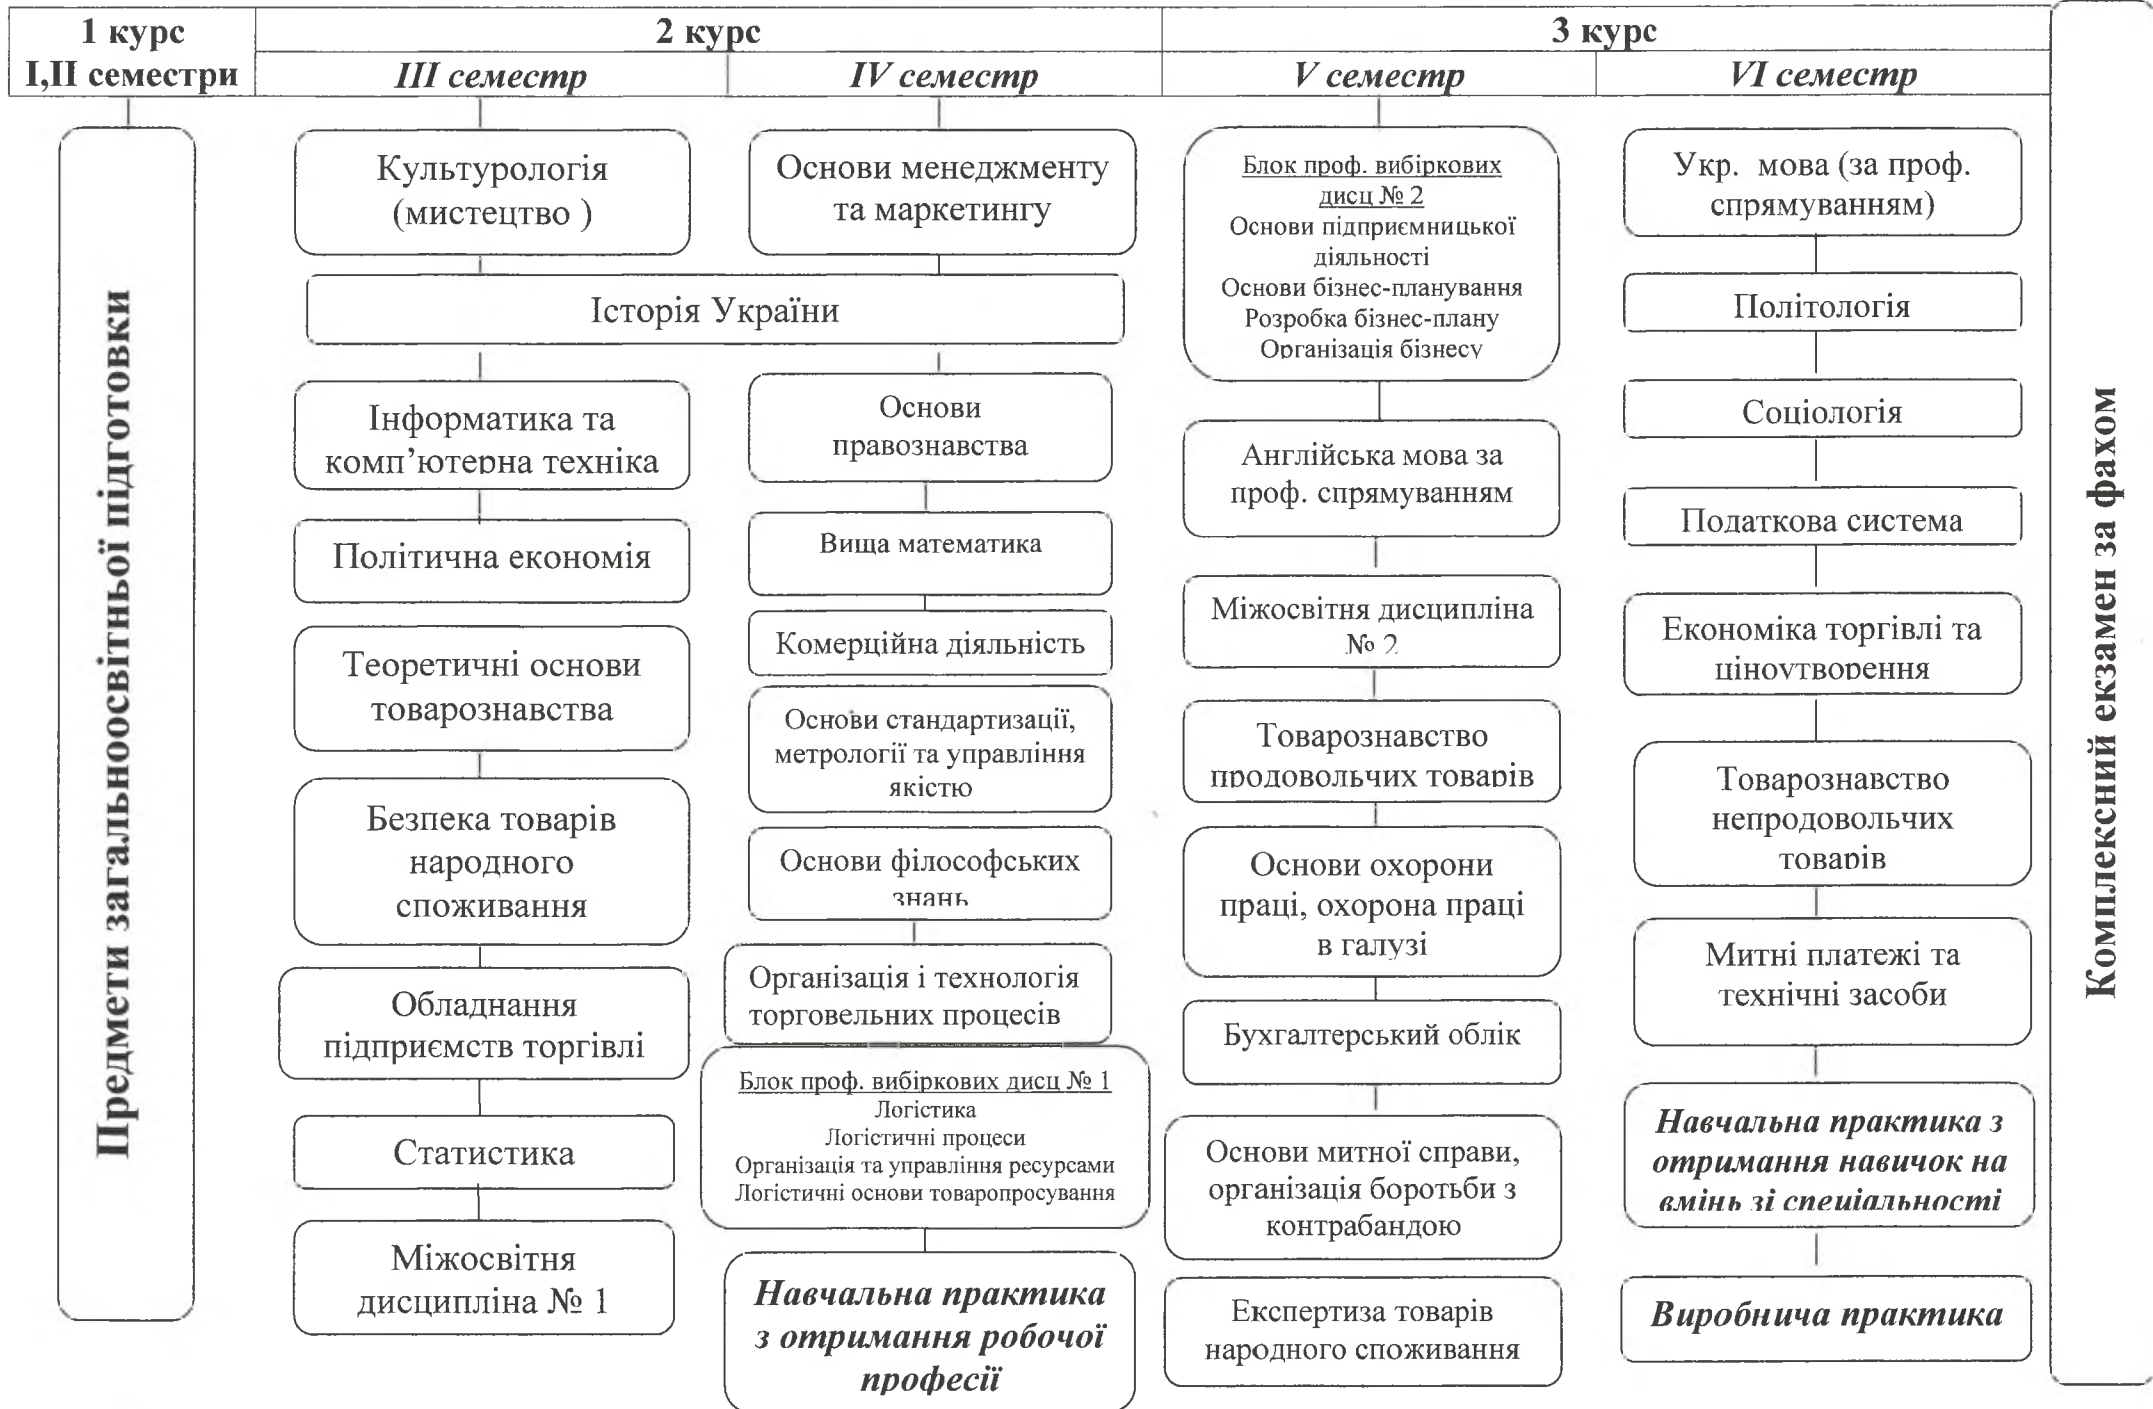 1 курс
I,II семестри
2 курс
3 курс
III семестр
IV семестр
V семестр
VI семестр
Предмети загальноосвітньої підготовки
Культурологія
(мистецтво )
Історія України
Інформатика та
комп’ютерна техніка
Політична економія
Теоретичні основи
товарознавства
Безпека товарів
народного
споживання
Обладнання
підприємств торгівлі
Статистика
Міжосвітня
дисципліна № 1
Основи менеджменту
та маркетингу
Основи
правознавства
Вища математика
Комерційна діяльність
Основи стандартизації,
метрології та управління
якістю
Основи філософських
знань
Організація і технологія
торговельних процесів
Блок проф. вибіркових дисц № 1
Логістика
Логістичні процеси
Організація та управління ресурсами
Логістичні основи товаропросування
Навчальна практика
з отримання робочої
професії
Блок проф. вибіркових
дисц № 2
Основи підприємницької
діяльності
Основи бізнес-планування
Розробка бізнес-плану
Організація бізнесу
Англійська мова за
проф. спрямуванням
Міжосвітня дисципліна
№ 2
Товарознавство
продовольчих товарів
Основи охорони
праці, охорона праці
в галузі
Бухгалтерський облік
Основи митної справи,
організація боротьби з
контрабандою
Експертиза товарів
народного споживання
Укр. мова (за проф.
спрямуванням)
Політологія
Соціологія
Податкова система
Економіка торгівлі та
ціноутворення
Товарознавство
непродовольчих
товарів
Митні платежі та
технічні засоби
Навчальна практика з
отримання навичок на
вмінь зі спеціальності
Виробнича практика
Комплексний екзамен за фахом